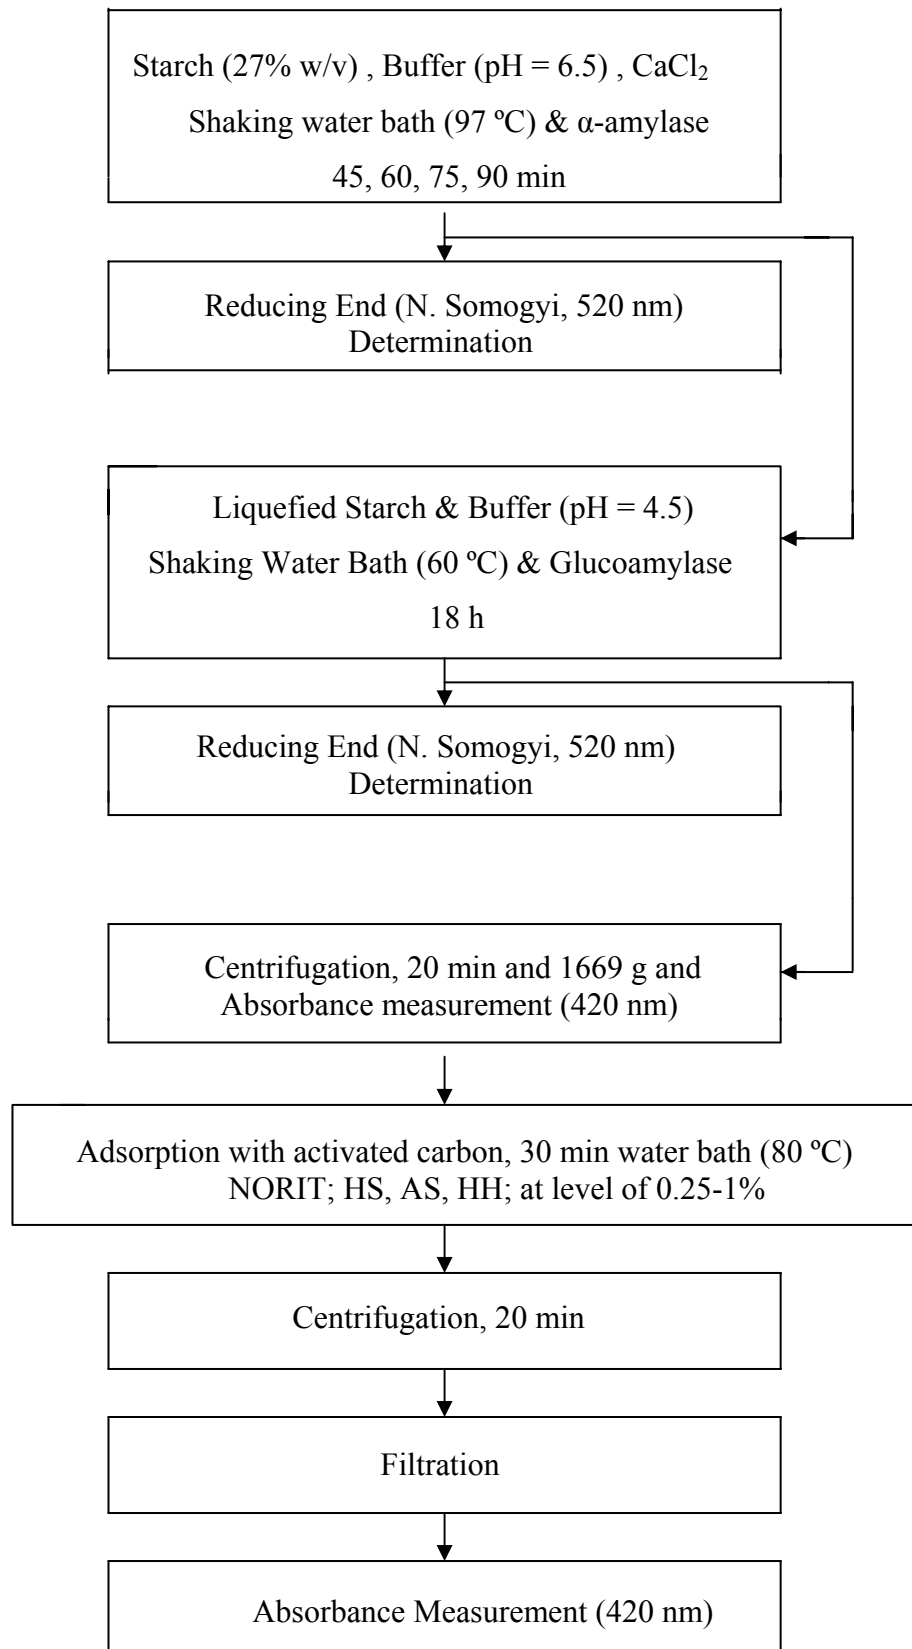 Starch (27% w/v) , Buffer (pH = 6.5) , CaCl₂
Shaking water bath (97 ºC) & α-amylase
45, 60, 75, 90 min
Reducing End (N. Somogyi, 520 nm)
Determination
Liquefied Starch & Buffer (pH = 4.5)
Shaking Water Bath (60 ºC) & Glucoamylase
18 h
Reducing End (N. Somogyi, 520 nm)
Determination
Centrifugation, 20 min and 1669 g and
Absorbance measurement (420 nm)
Adsorption with activated carbon, 30 min water bath (80 ºC)
NORIT; HS, AS, HH; at level of 0.25-1%
Centrifugation, 20 min
Filtration
Absorbance Measurement (420 nm)